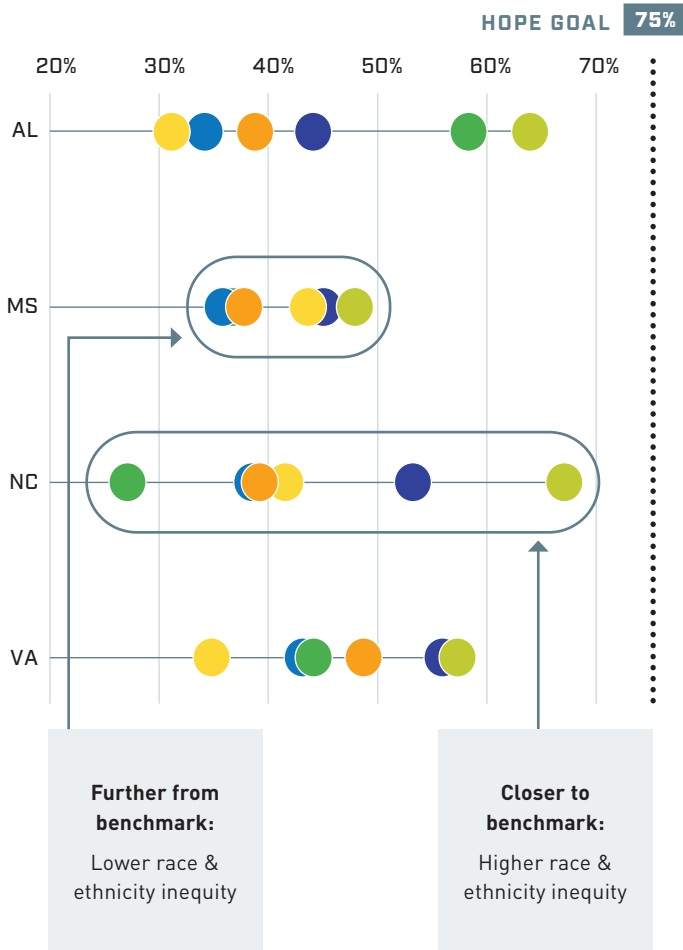 HOPE GOAL 75%
20% 30% 40% 50% 60% 70%
AL
MS
NC
VA
Further from
benchmark:
Lower race &
ethnicity inequity
Closer to
benchmark:
Higher race &
ethnicity inequity